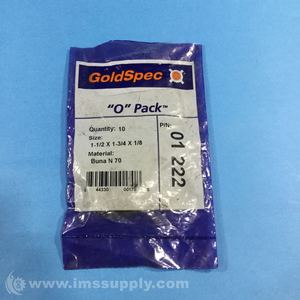 GoldSpec
"O" Pack™
Quantity: 10
P/N:
01 222
Size:
1-1/2 X 1-3/4 X 1/8
Material:
Buna N 70
44330
www.imssupply.com